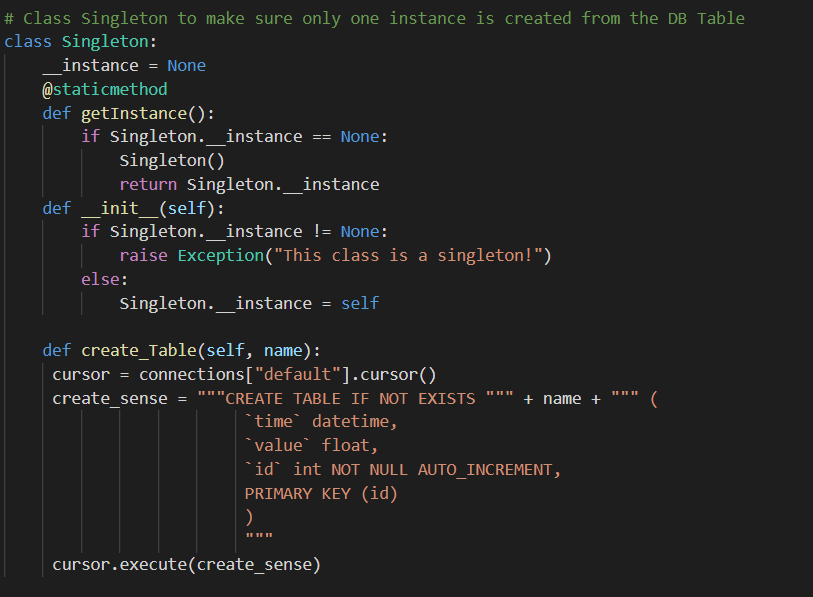 # Class Singleton to make sure only one instance is created from the DB Table
class Singleton:
    __instance = None
    @staticmethod
    def getInstance():
        if Singleton.__instance == None:
            Singleton()
            return Singleton.__instance
    def __init__(self):
        if Singleton.__instance != None:
            raise Exception("This class is a singleton!")
        else:
            Singleton.__instance = self

    def create_Table(self, name):
     cursor = connections["default"].cursor()
     create_sense = """CREATE TABLE IF NOT EXISTS """ + name + """ (
                         `time` datetime,
                         `value` float,
                         `id` int NOT NULL AUTO_INCREMENT,
                         PRIMARY KEY (id)
                         )
                         """
     cursor.execute(create_sense)